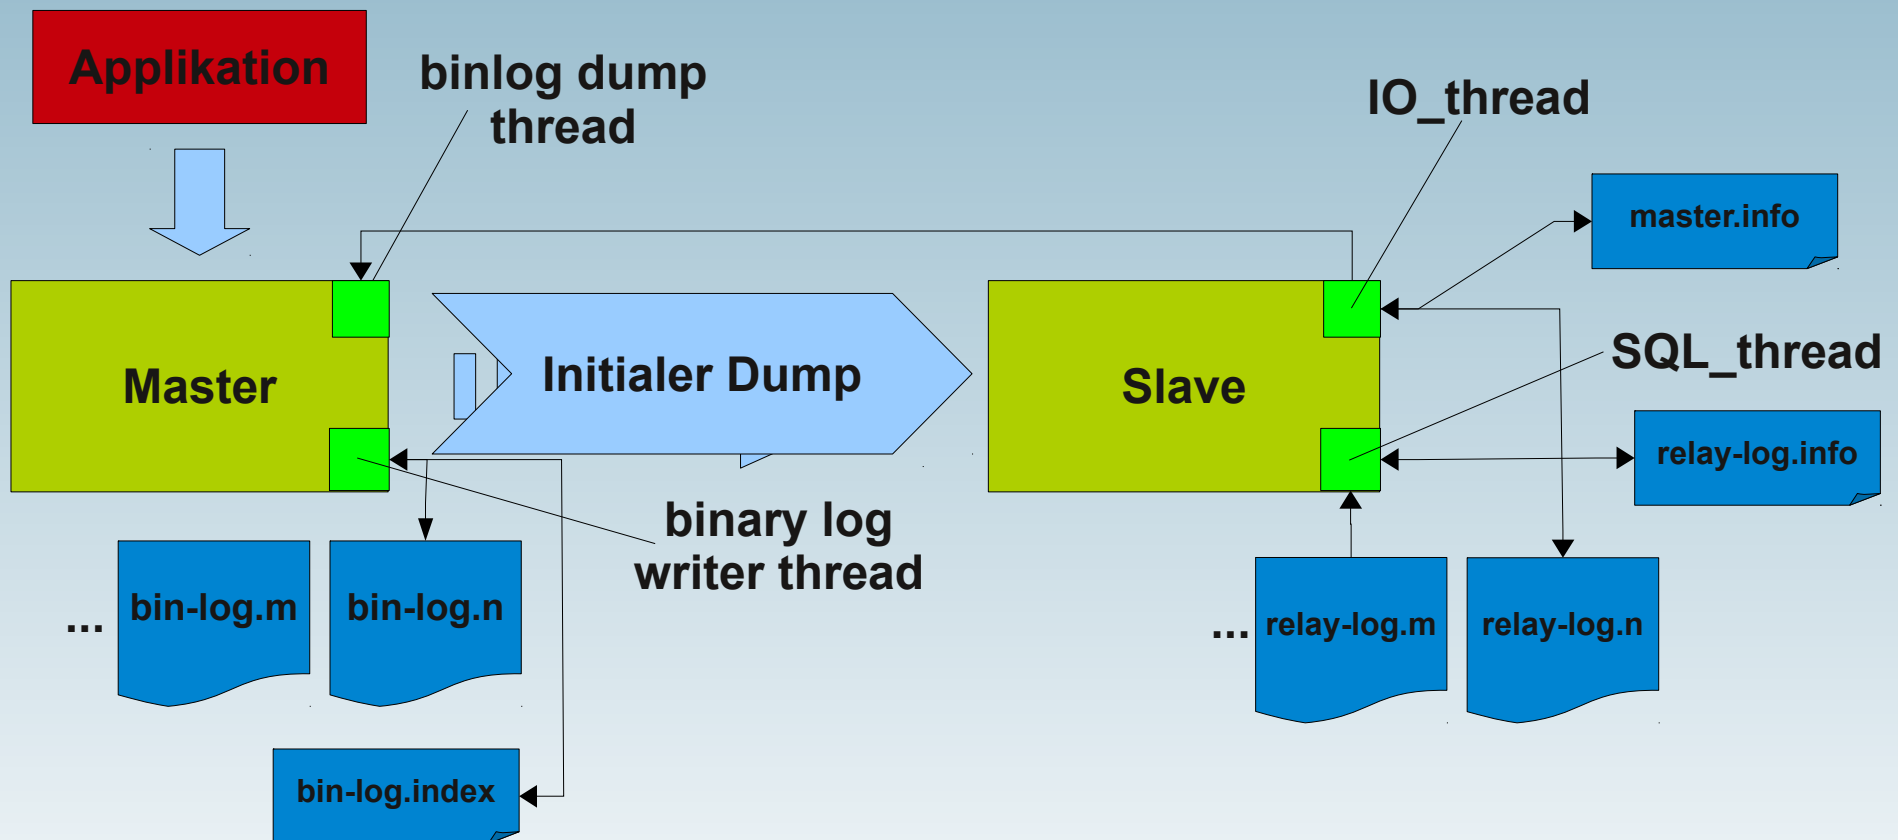 Applikation
binlog dump
thread
IO_thread
master.info
Master
Initialer Dump
Slave
SQL_thread
relay-log.info
binary log
writer thread
...
bin-log.m
bin-log.n
...
relay-log.m
relay-log.n
bin-log.index